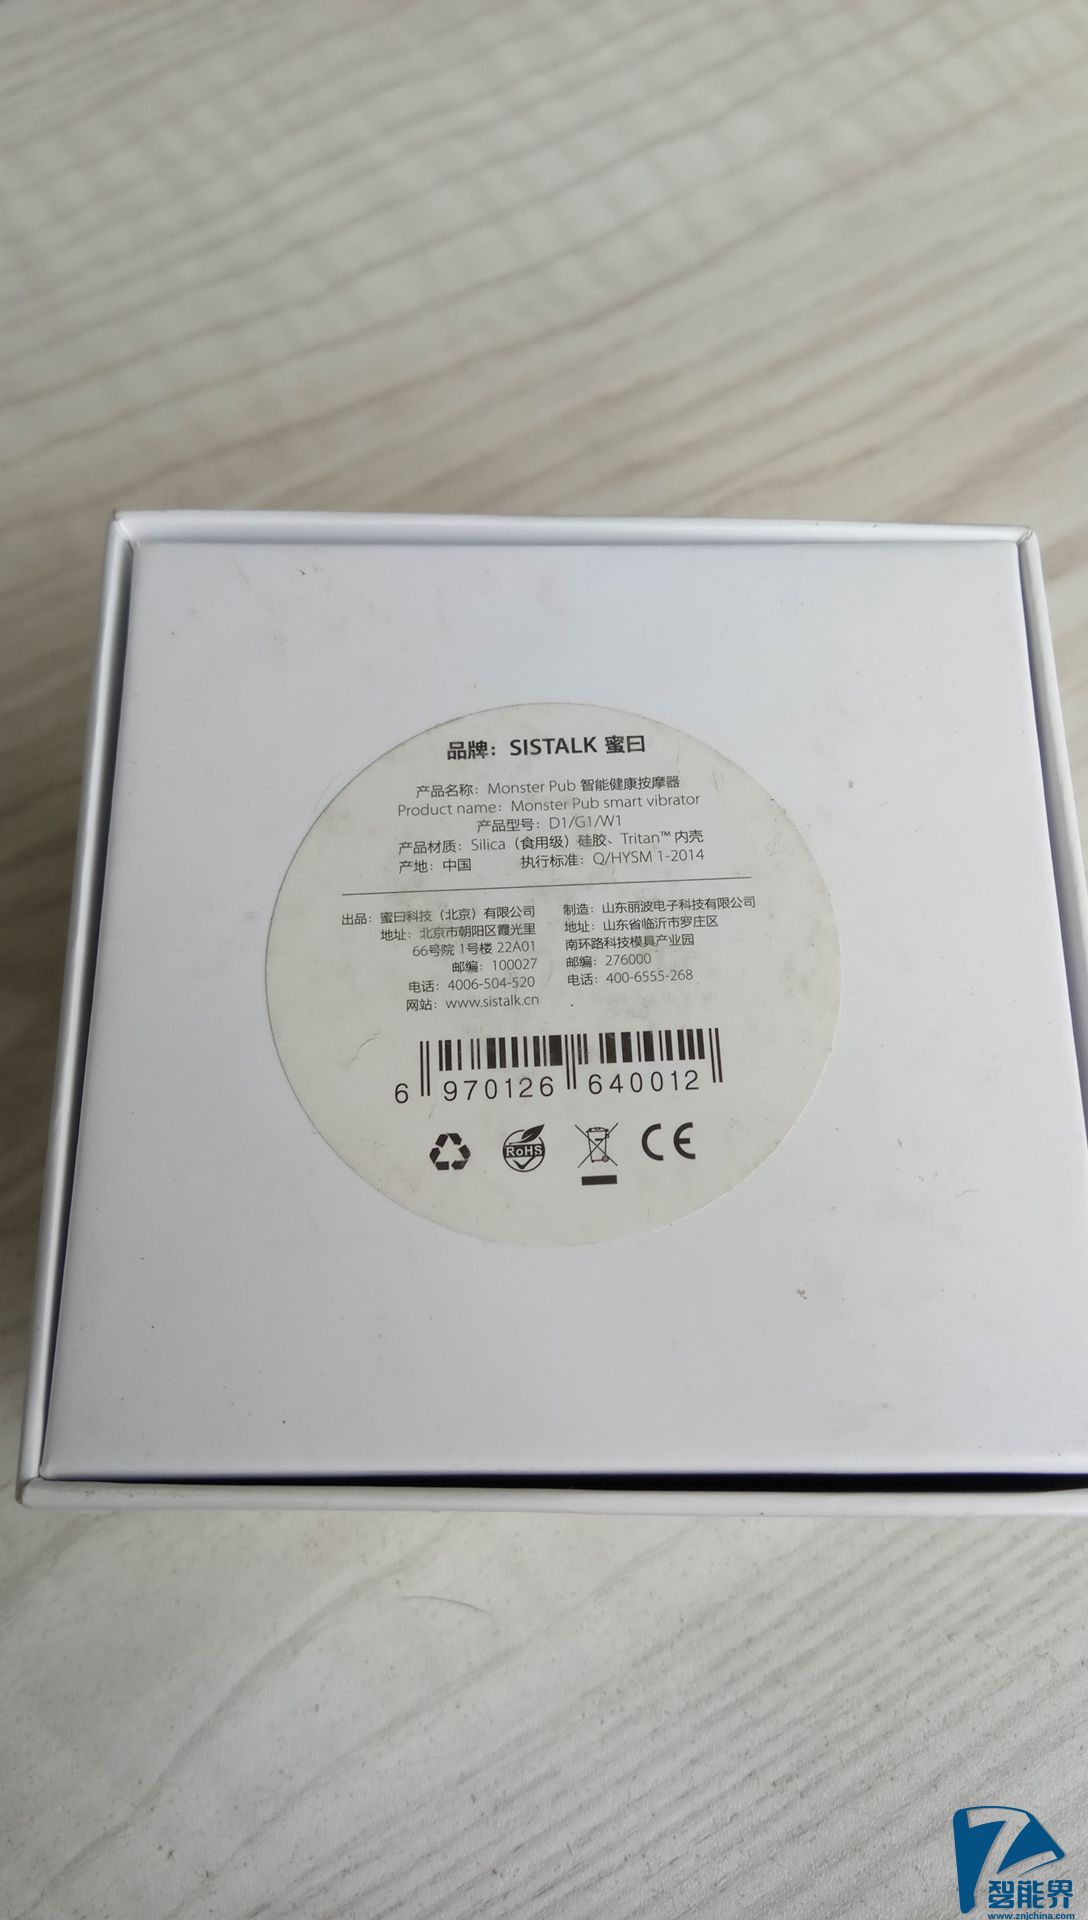 品牌：SISTALK 蜜曰
产品名称：Monster Pub 智能健康按摩器
Product name：Monster Pub smart vibrator
产品型号：D1/G1/W1
产品材质：Silica（食用级）硅胶、Tritan™ 内壳
产地：中国 执行标准：Q/HYSM 1-2014
出品：蜜曰科技（北京）有限公司
地址：北京市朝阳区霞光里
66号院 1号楼 22A01
邮编：100027
电话：4006-504-520
网站：www.sistalk.cn
制造：山东丽波电子科技有限公司
地址：山东省临沂市罗庄区
南环路科技模具产业园
邮编：276000
电话：400-6555-268
6 970126 640012
RoHS
CE
智能界
www.znjchina.com